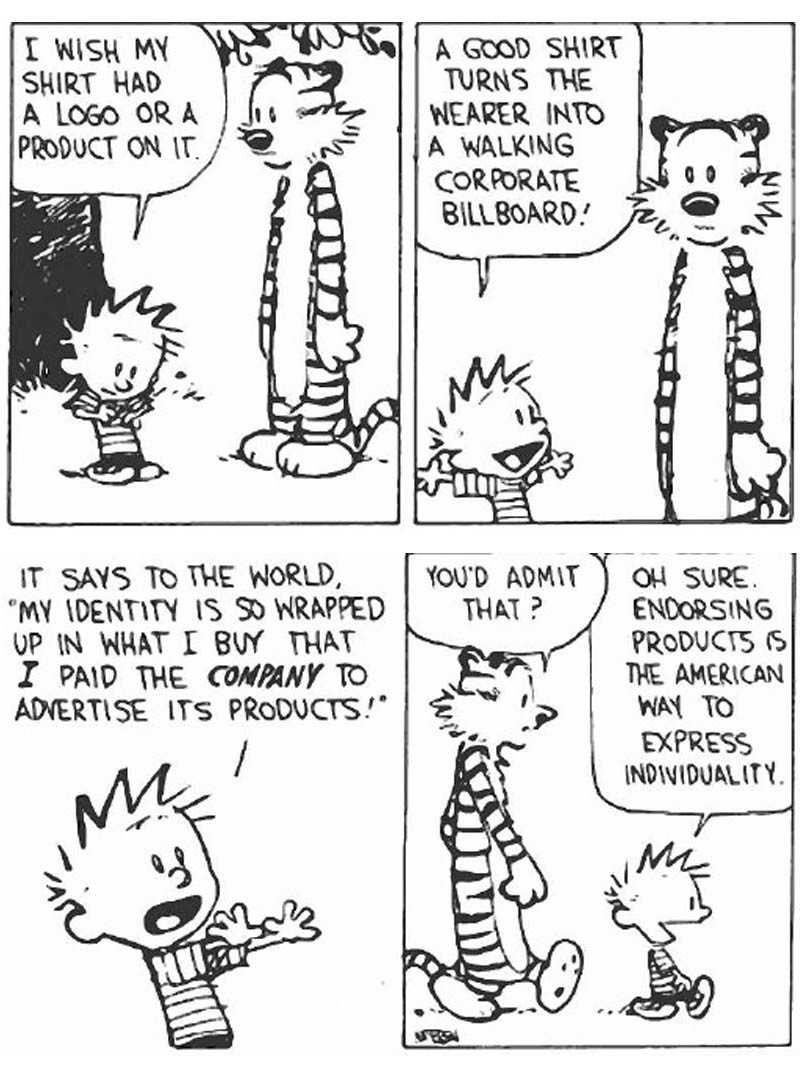 I WISH MY
SHIRT HAD
A LOGO OR A
PRODUCT ON IT.
A GOOD SHIRT
TURNS THE
WEARER INTO
A WALKING
CORPORATE
BILLBOARD!
IT SAYS TO THE WORLD,
"MY IDENTITY IS SO WRAPPED
UP IN WHAT I BUY THAT
I PAID THE COMPANY TO
ADVERTISE ITS PRODUCTS!"
YOU'D ADMIT
THAT?
OH SURE.
ENDORSING
PRODUCTS IS
THE AMERICAN
WAY TO
EXPRESS
INDIVIDUALITY.